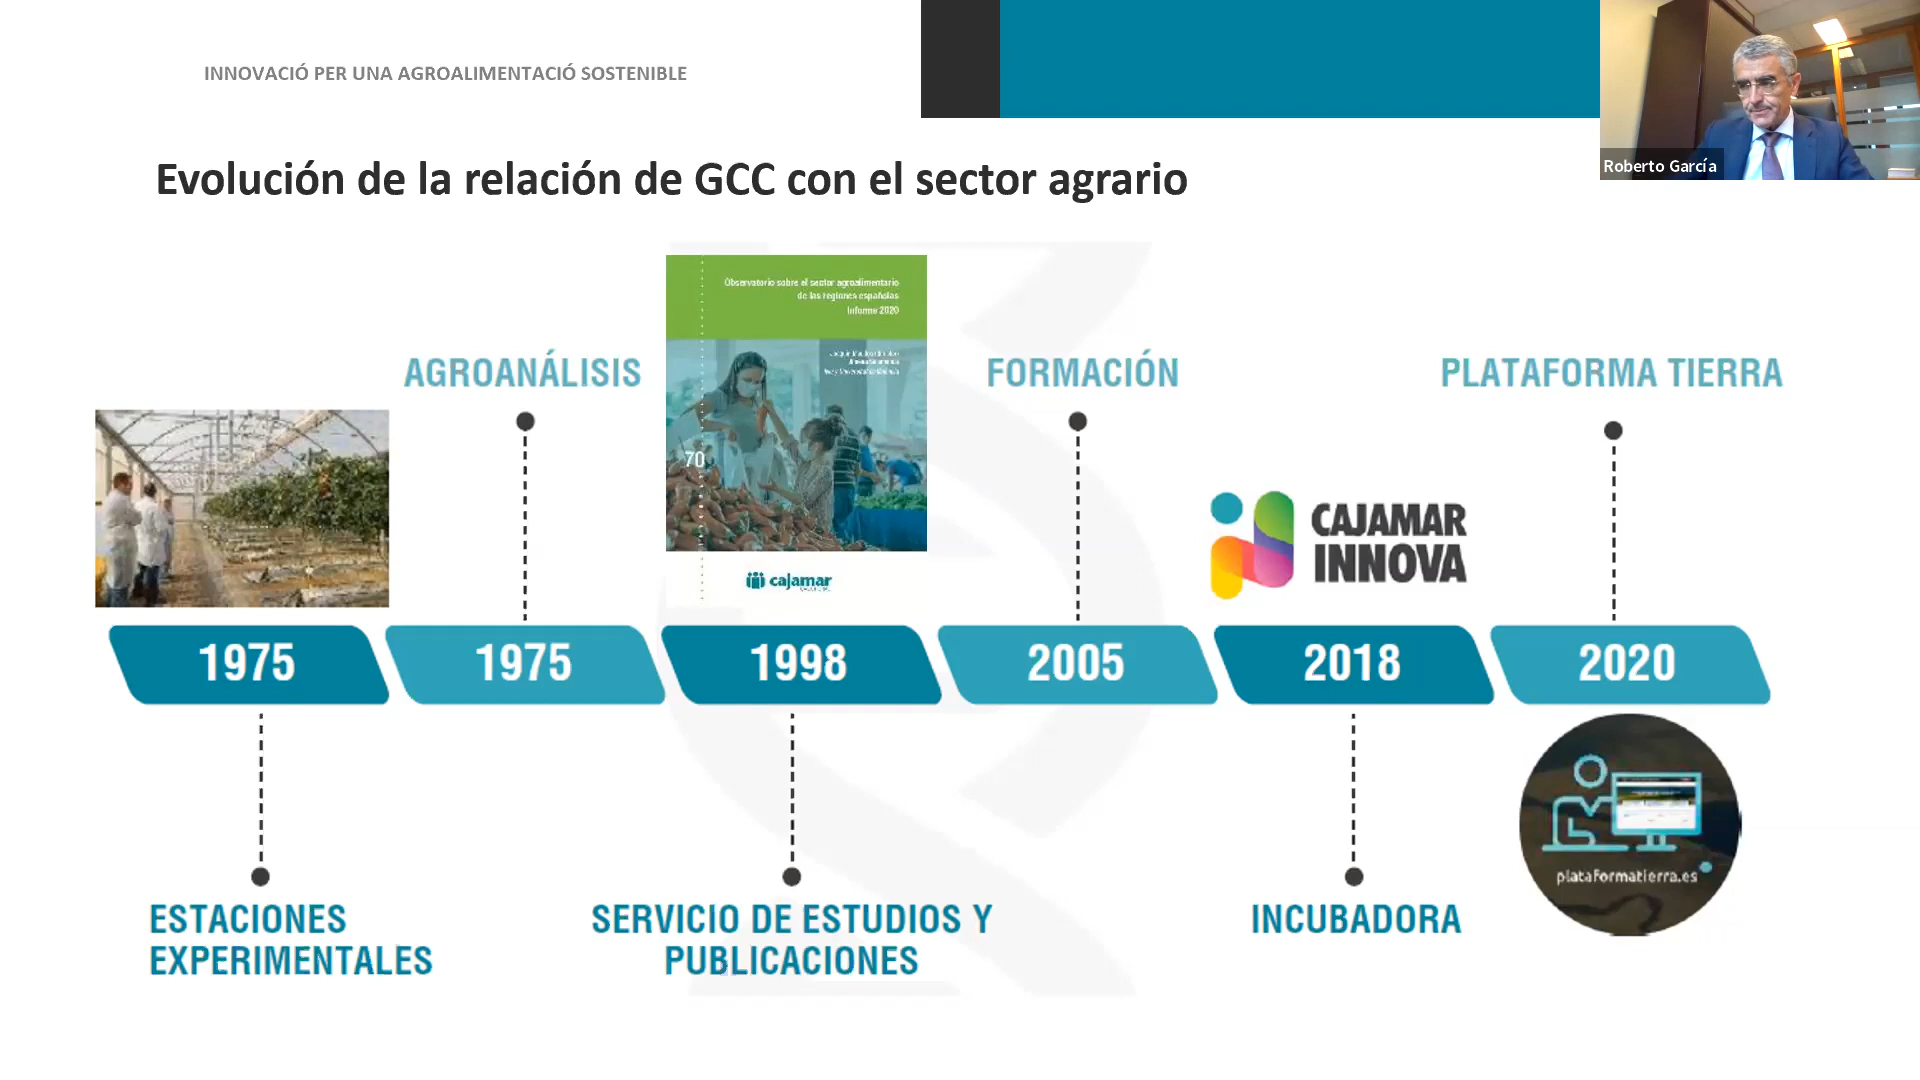 INNOVACIÓ PER UNA AGROALIMENTACIÓ SOSTENIBLE
Roberto García
Evolución de la relación de GCC con el sector agrario
Observatorio sobre el sector agroalimentario
de las regiones españolas
Informe 2020
70
cajamar
AGROANÁLISIS
FORMACIÓN
PLATAFORMA TIERRA
CAJAMAR
INNOVA
1975
1975
1998
2005
2018
2020
plataformatierra.es
ESTACIONES
EXPERIMENTALES
SERVICIO DE ESTUDIOS Y
PUBLICACIONES
INCUBADORA